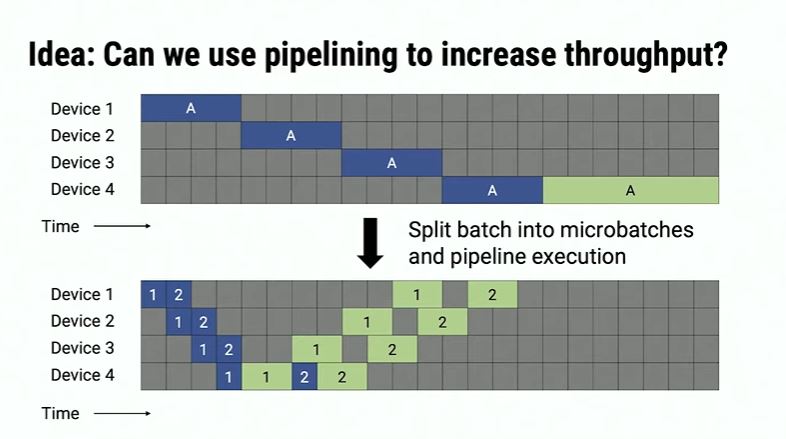 Idea: Can we use pipelining to increase throughput?
Device 1 A
Device 2 A
Device 3 A
Device 4 A A
Time
Split batch into microbatches
and pipeline execution
Device 1 1 2 1 2
Device 2 1 2 1 2
Device 3 1 2 1 2
Device 4 1 1 2 2
Time